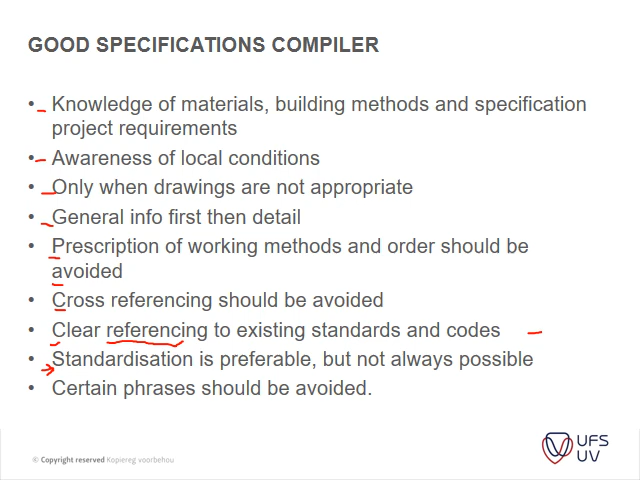 GOOD SPECIFICATIONS COMPILER
• Knowledge of materials, building methods and specification
project requirements
• Awareness of local conditions
• Only when drawings are not appropriate
• General info first then detail
• Prescription of working methods and order should be
avoided
• Cross referencing should be avoided
• Clear referencing to existing standards and codes
• Standardisation is preferable, but not always possible
• Certain phrases should be avoided.
© Copyright reserved Kopiereg voorbehou
UFS
UV